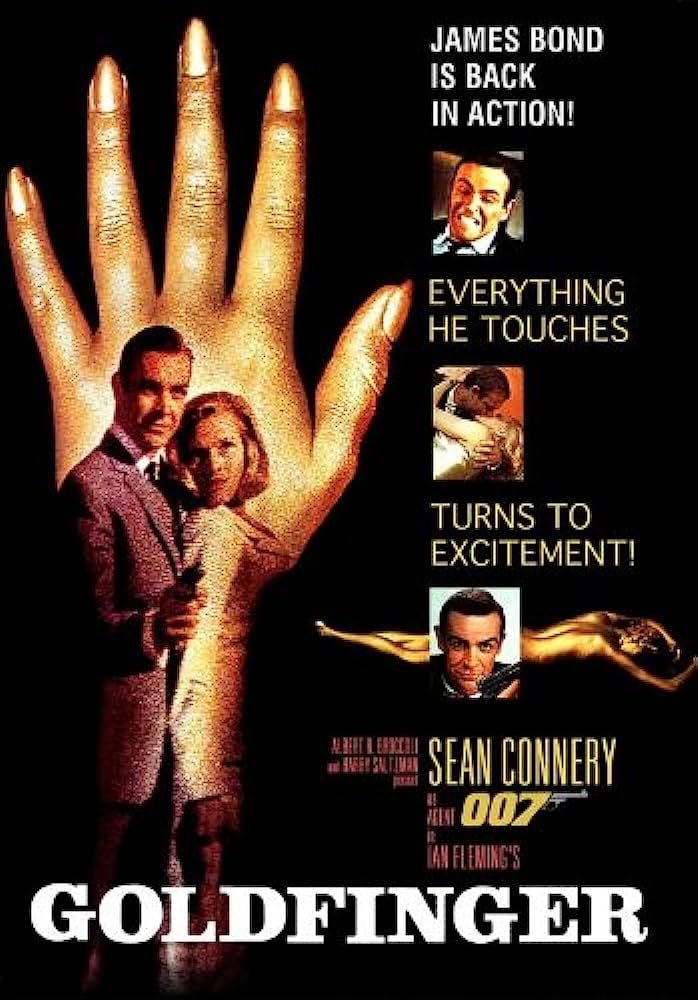 JAMES BOND
IS BACK
IN ACTION!
EVERYTHING
HE TOUCHES
TURNS TO
EXCITEMENT!
ALBERT R. BROCCOLI
and HARRY SALTZMAN
present
SEAN CONNERY
as
AGENT 007
in
IAN FLEMING'S
GOLDFINGER